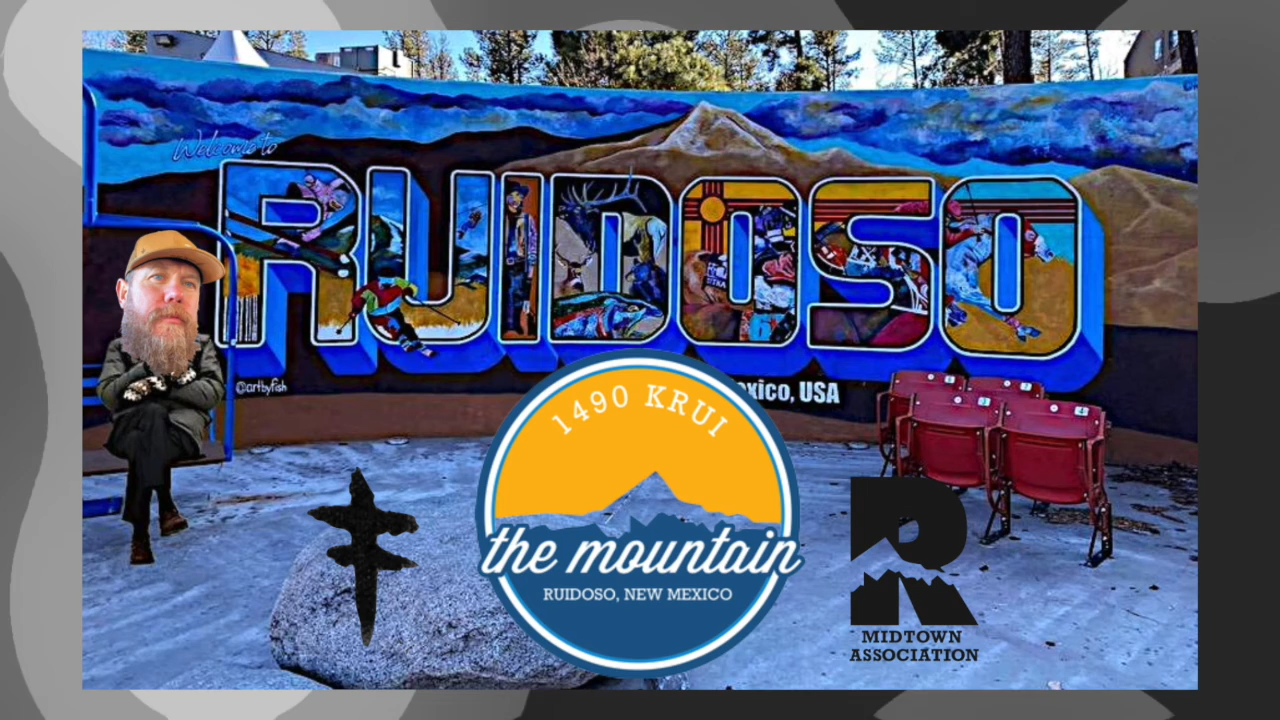 Welcome to
RUIDOSO
@artbyfish
xico, USA
1490 KRUI
the mountain
RUIDOSO, NEW MEXICO
R
MIDTOWN
ASSOCIATION